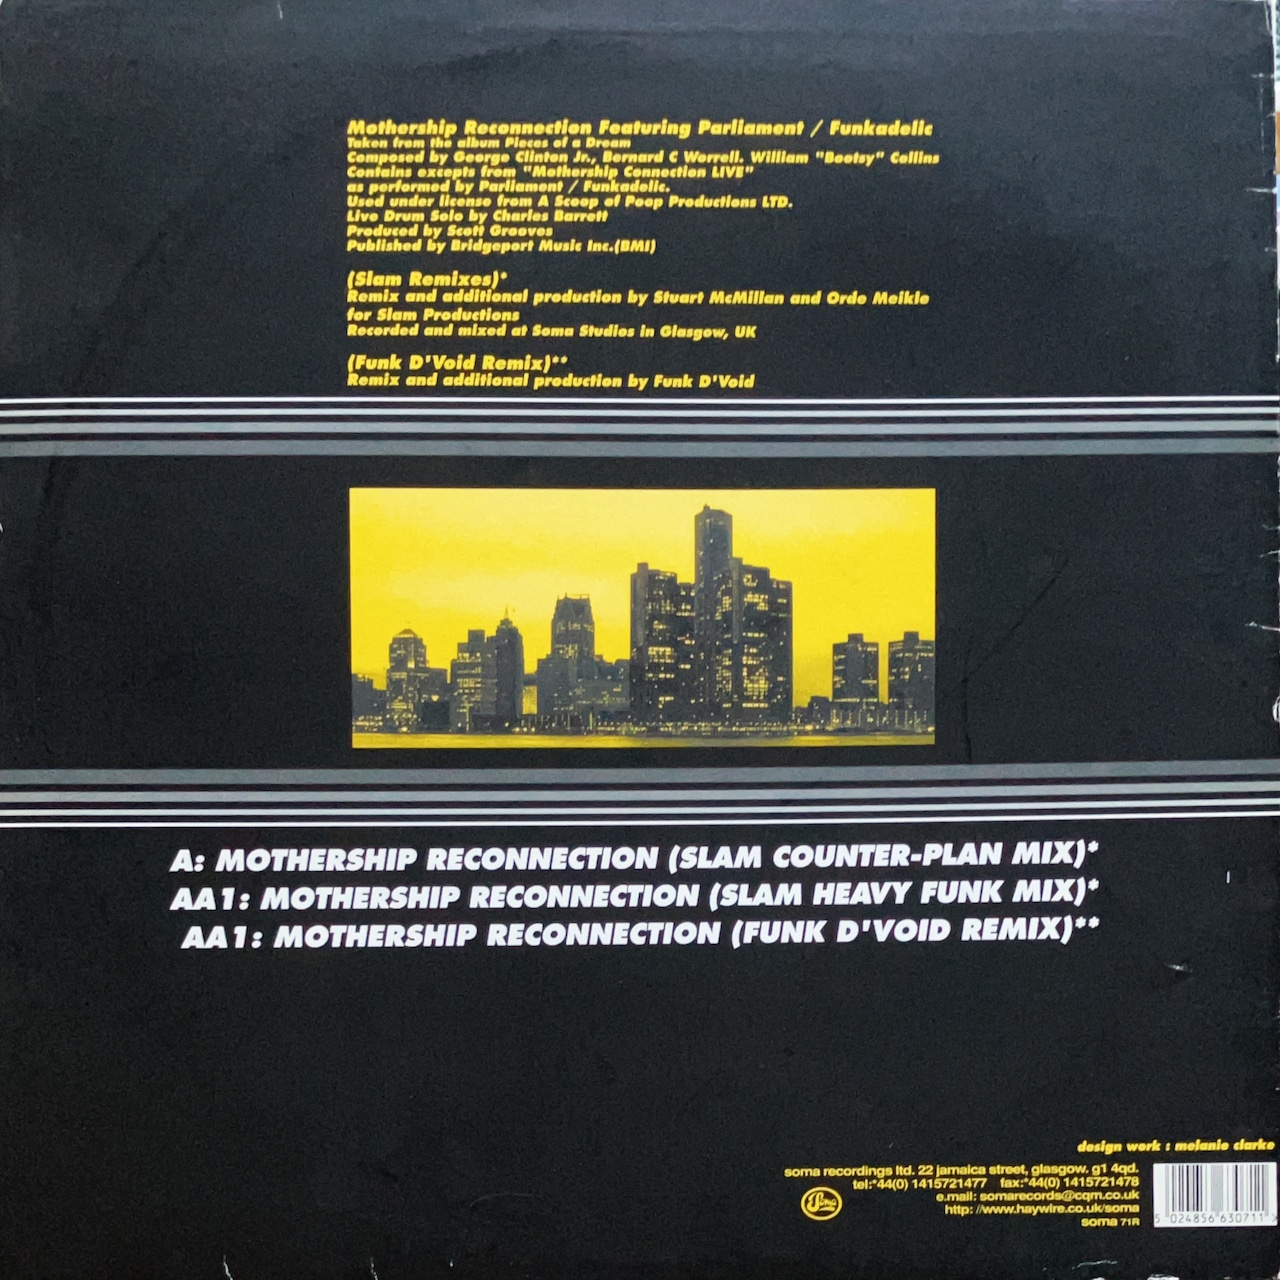 Mothership Reconnection Featuring Parliament / Funkadelic
Taken from the album Pieces of a Dream
Composed by George Clinton Jr., Bernard C Worrell, William "Bootsy" Collins
Contains excepts from "Mothership Connection LIVE"
as performed by Parliament / Funkadelic.
Used under license from A Scoop of Poop Productions LTD.
Live Drum Solo by Charles Barrett
Produced by Scott Grooves
Published by Bridgeport Music Inc.(BMI)
(Slam Remixes)*
Remix and additional production by Stuart McMillan and Orde Meikle
for Slam Productions
Recorded and mixed at Soma Studios in Glasgow, UK
(Funk D'Void Remix)**
Remix and additional production by Funk D'Void
A: MOTHERSHIP RECONNECTION (SLAM COUNTER-PLAN MIX)*
AA1: MOTHERSHIP RECONNECTION (SLAM HEAVY FUNK MIX)*
AA1: MOTHERSHIP RECONNECTION (FUNK D'VOID REMIX)**
design work : melanie clarke
soma recordings ltd. 22 jamaica street, glasgow. g1 4qd.
tel:*44(0) 1415721477 fax:*44(0) 1415721478
e.mail: somarecords@cqm.co.uk
http: //www.haywire.co.uk/soma
soma 71R
Soma
5 024856 630711 >